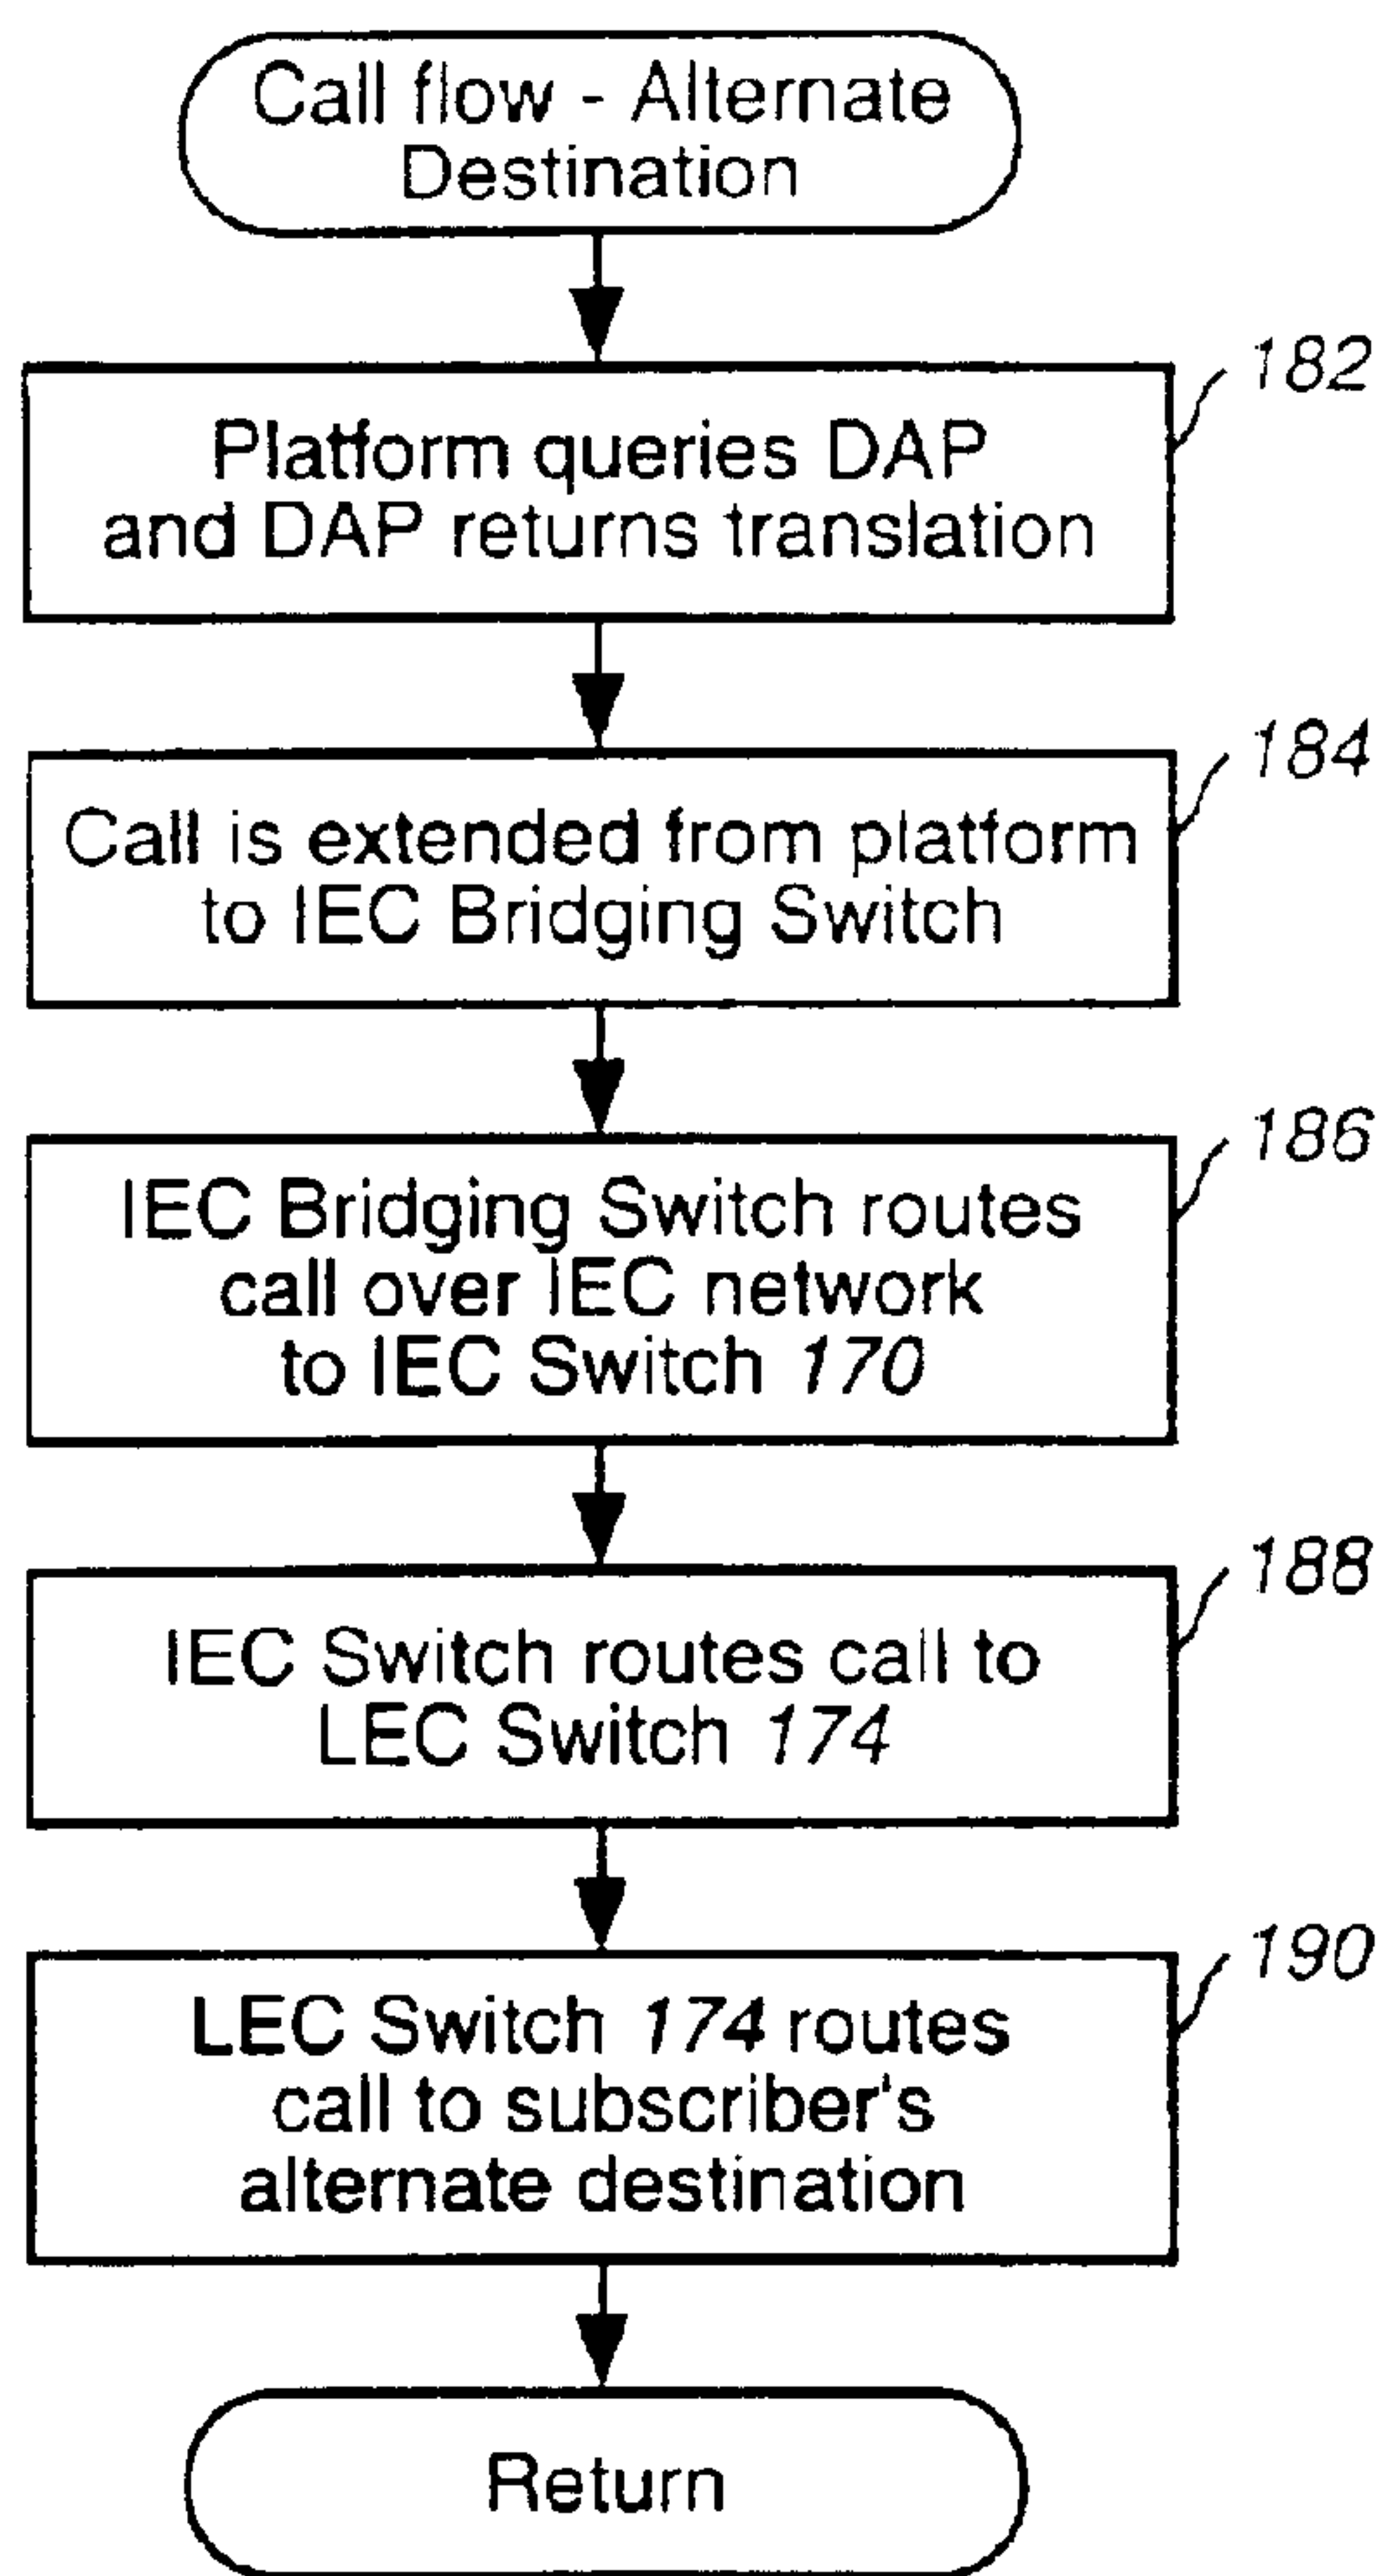 Call flow - Alternate
Destination
182
Platform queries DAP
and DAP returns translation
184
Call is extended from platform
to IEC Bridging Switch
186
IEC Bridging Switch routes
call over IEC network
to IEC Switch 170
188
IEC Switch routes call to
LEC Switch 174
190
LEC Switch 174 routes
call to subscriber's
alternate destination
Return